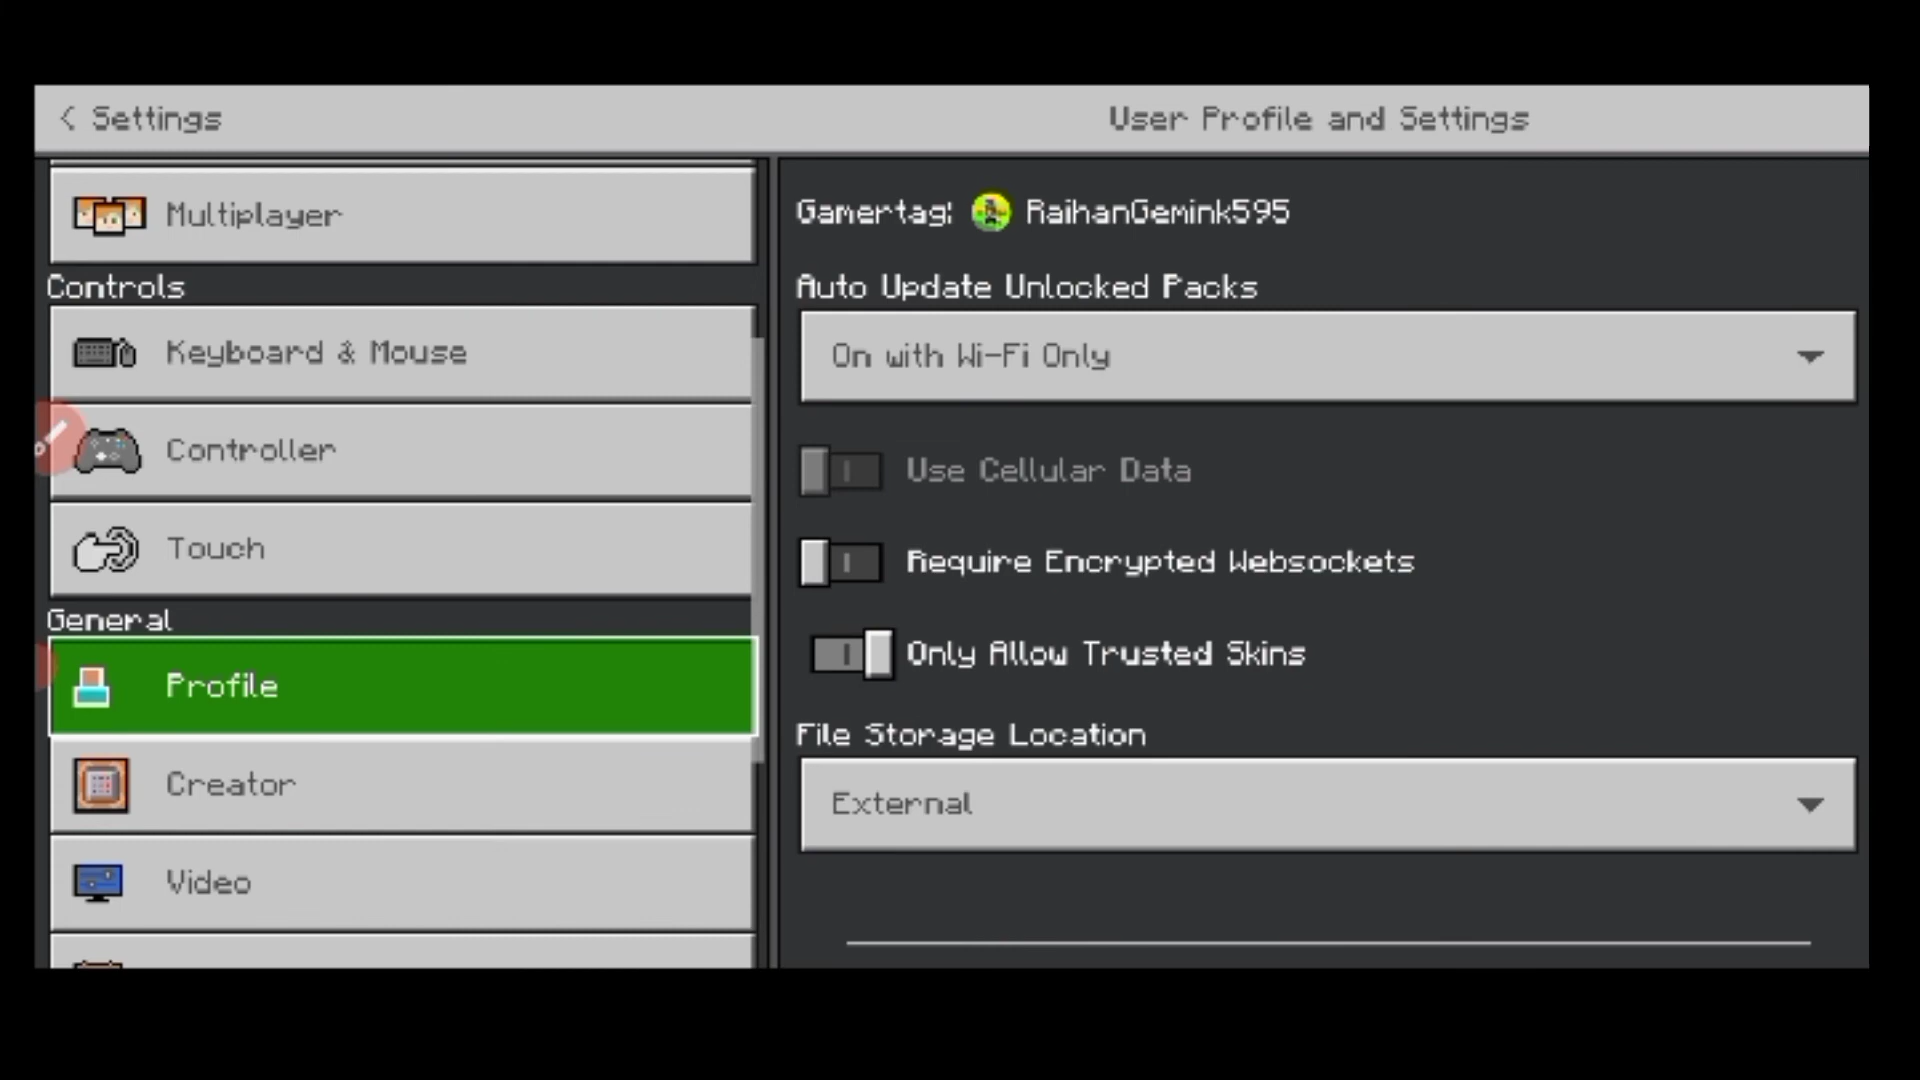 Settings
User Profile and Settings
Multiplayer
Controls
Keyboard & Mouse
Controller
Touch
General
Profile
Creator
Video
Gamertag: RaihanGemink595
Auto Update Unlocked Packs
On with Wi-Fi Only
Use Cellular Data
Require Encrypted Websockets
Only Allow Trusted Skins
File Storage Location
External